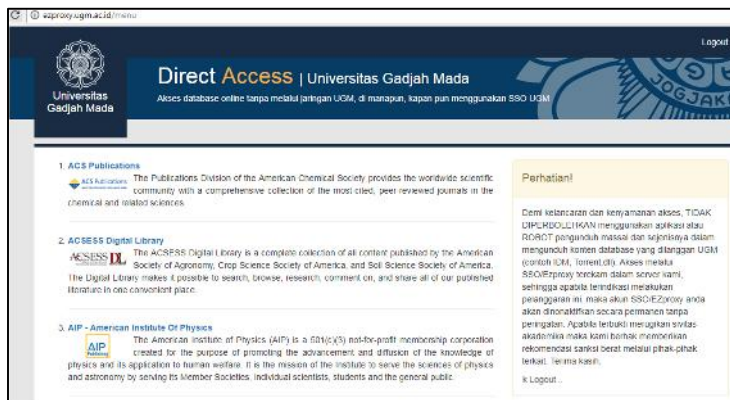 ezproxy.ugm.ac.id/menu
Logout
Universitas
Gadjah Mada
Direct Access | Universitas Gadjah Mada
Akses database online tanpa melalui jaringan UGM, di manapun, kapan pun menggunakan SSO UGM
JOGJAK
1. ACS Publications
ACS Publications
The Publications Division of the American Chemical Society provides the worldwide scientific
community with a comprehensive collection of the most cited, peer reviewed journals in the
chemical and related sciences.
2. ACSESS Digital Library
ACSESS DL
The ACSESS Digital Library is a complete collection of all content published by the American
Society of Agronomy, Crop Science Society of America, and Soil Science Society of America.
The Digital Library makes it possible to search, browse, research, comment on, and share all of our published
literature in one convenient place.
3. AIP - American Institute Of Physics
AIP
Publishing
The American Institute of Physics (AIP) is a 501(c)(3) not-for-profit membership corporation
created for the purpose of promoting the advancement and diffusion of the knowledge of
physics and its application to human welfare. It is the mission of the Institute to serve the sciences of physics
and astronomy by serving its Member Societies, individual scientists, students and the general public.
Perhatian!
Demi kelancaran dan kenyamanan akses, TIDAK
DIPERBOLEHKAN menggunakan aplikasi atau
ROBOT pengunduh massal dan sejenisnya dalam
mengunduh konten database yang dilanggan UGM
(contoh IDM, Torrent,dll). Akses melalui
SSO/Ezproxy terekam dalam server kami,
sehingga apabila terindikasi melakukan
pelanggaran ini, maka akun SSO/EZproxy anda
akan dinonaktifkan secara permanen tanpa
peringatan. Apabila terbukti merugikan sivitas
akademika maka kami berhak memberikan
rekomendasi sanksi berat melalui pihak-pihak
terkait. Terima kasih.
k Logout ..